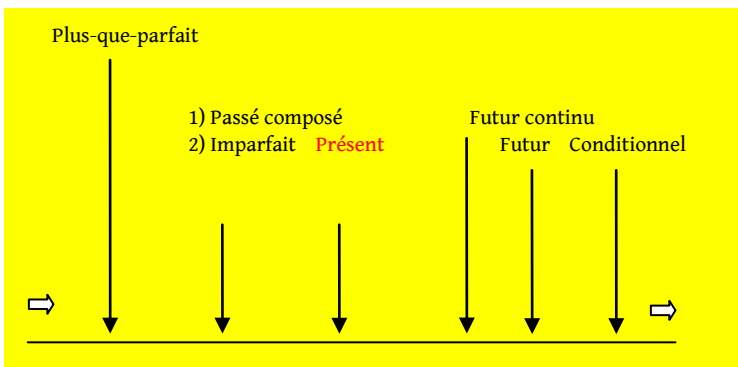 Plus-que-parfait
1) Passé composé Futur continu
2) Imparfait Présent Futur Conditionnel